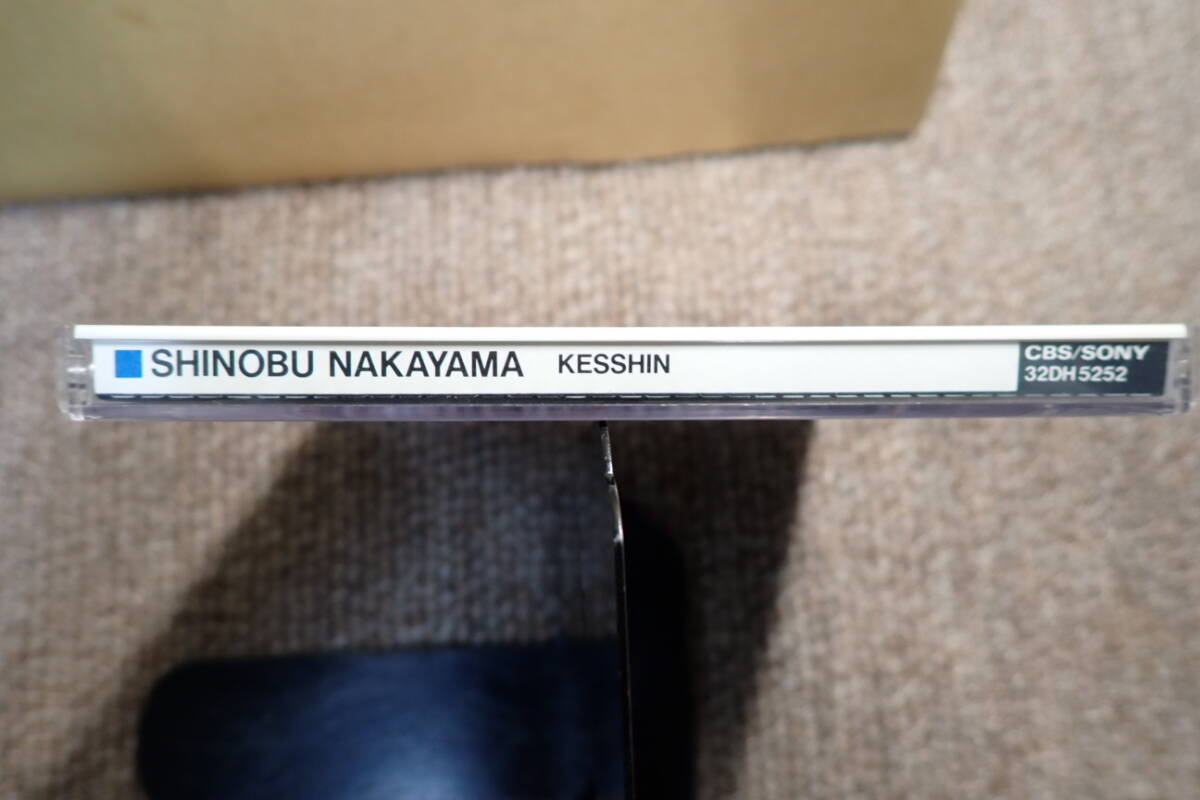 SHINOBU NAKAYAMA KESSHIN
CBS/SONY
32DH 5252